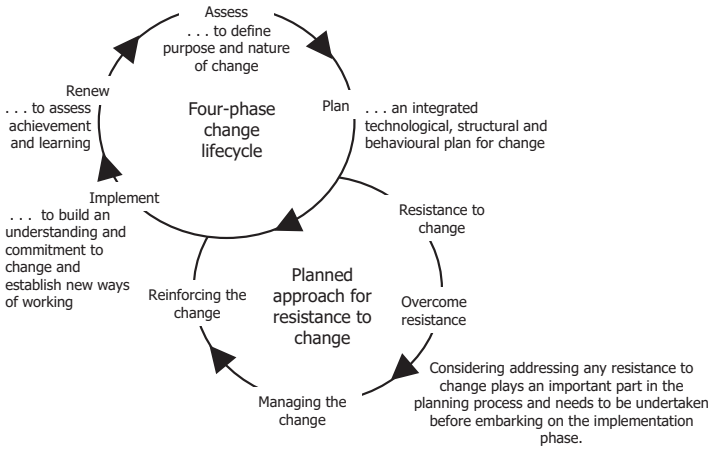 Assess
. . . to define
purpose and nature
of change
Renew
. . . to assess
achievement
and learning
Four-phase
change
lifecycle
Plan
. . . an integrated
technological, structural and
behavioural plan for change
Implement
. . . to build an
understanding and
commitment to
change and
establish new ways
of working
Resistance to
change
Planned
approach for
resistance to
change
Reinforcing the
change
Overcome
resistance
Managing the
change
Considering addressing any resistance to
change plays an important part in the
planning process and needs to be undertaken
before embarking on the implementation
phase.